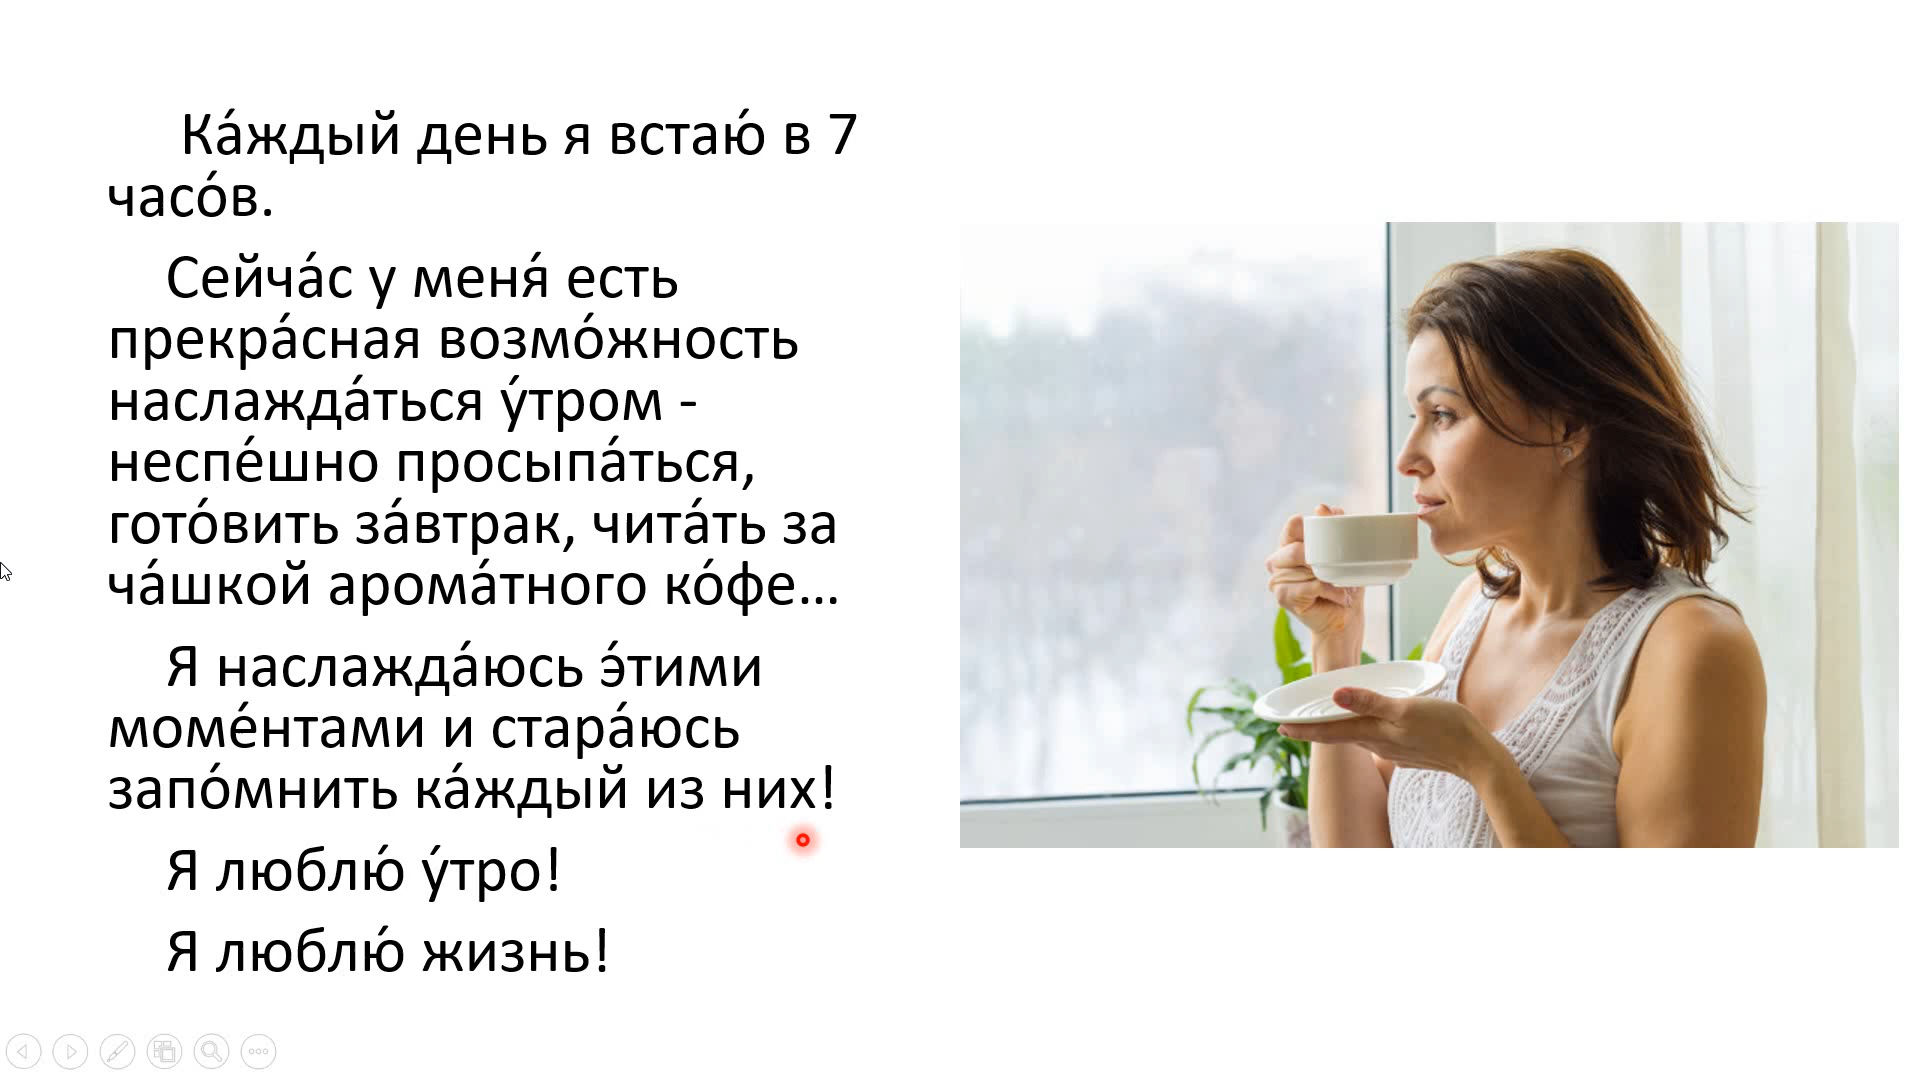 Ка́ждый день я встаю́ в 7
часо́в.
Сейча́с у меня́ есть
прекра́сная возмо́жность
наслажда́ться у́тром -
неспе́шно просыпа́ться,
гото́вить за́втрак, чита́ть за
ча́шкой арома́тного ко́фе...
Я наслажда́юсь э́тими
моме́нтами и стара́юсь
запо́мнить ка́ждый из них!
Я люблю́ у́тро!
Я люблю́ жизнь!